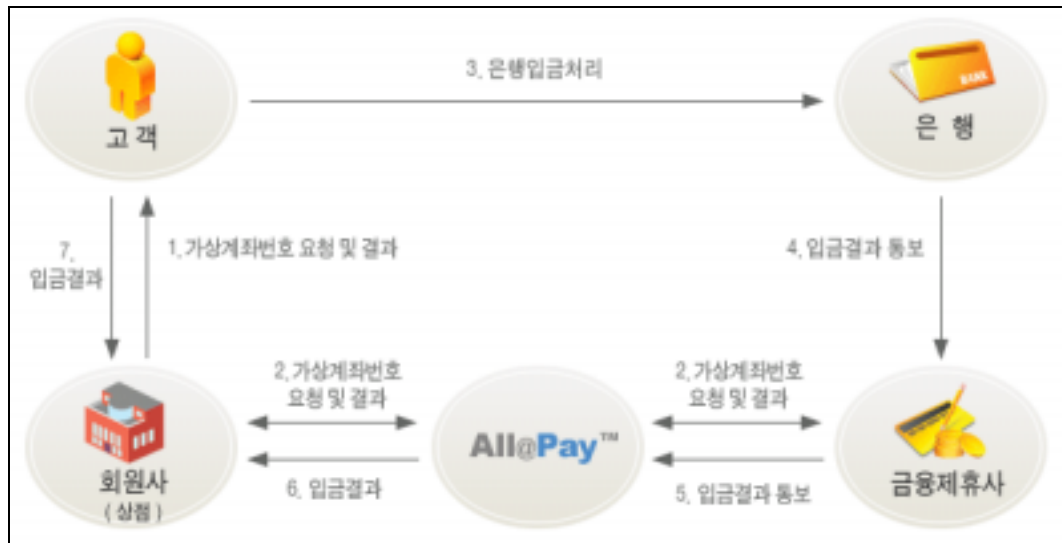 3. 은행입금처리
BANK
고객
은 행
7.
입금결과
1. 가상계좌번호 요청 및 결과
4. 입금결과 통보
2. 가상계좌번호
요청 및 결과
2. 가상계좌번호
요청 및 결과
All@Pay™
회원사
( 상점 )
6. 입금결과
5. 입금결과 통보
금융제휴사